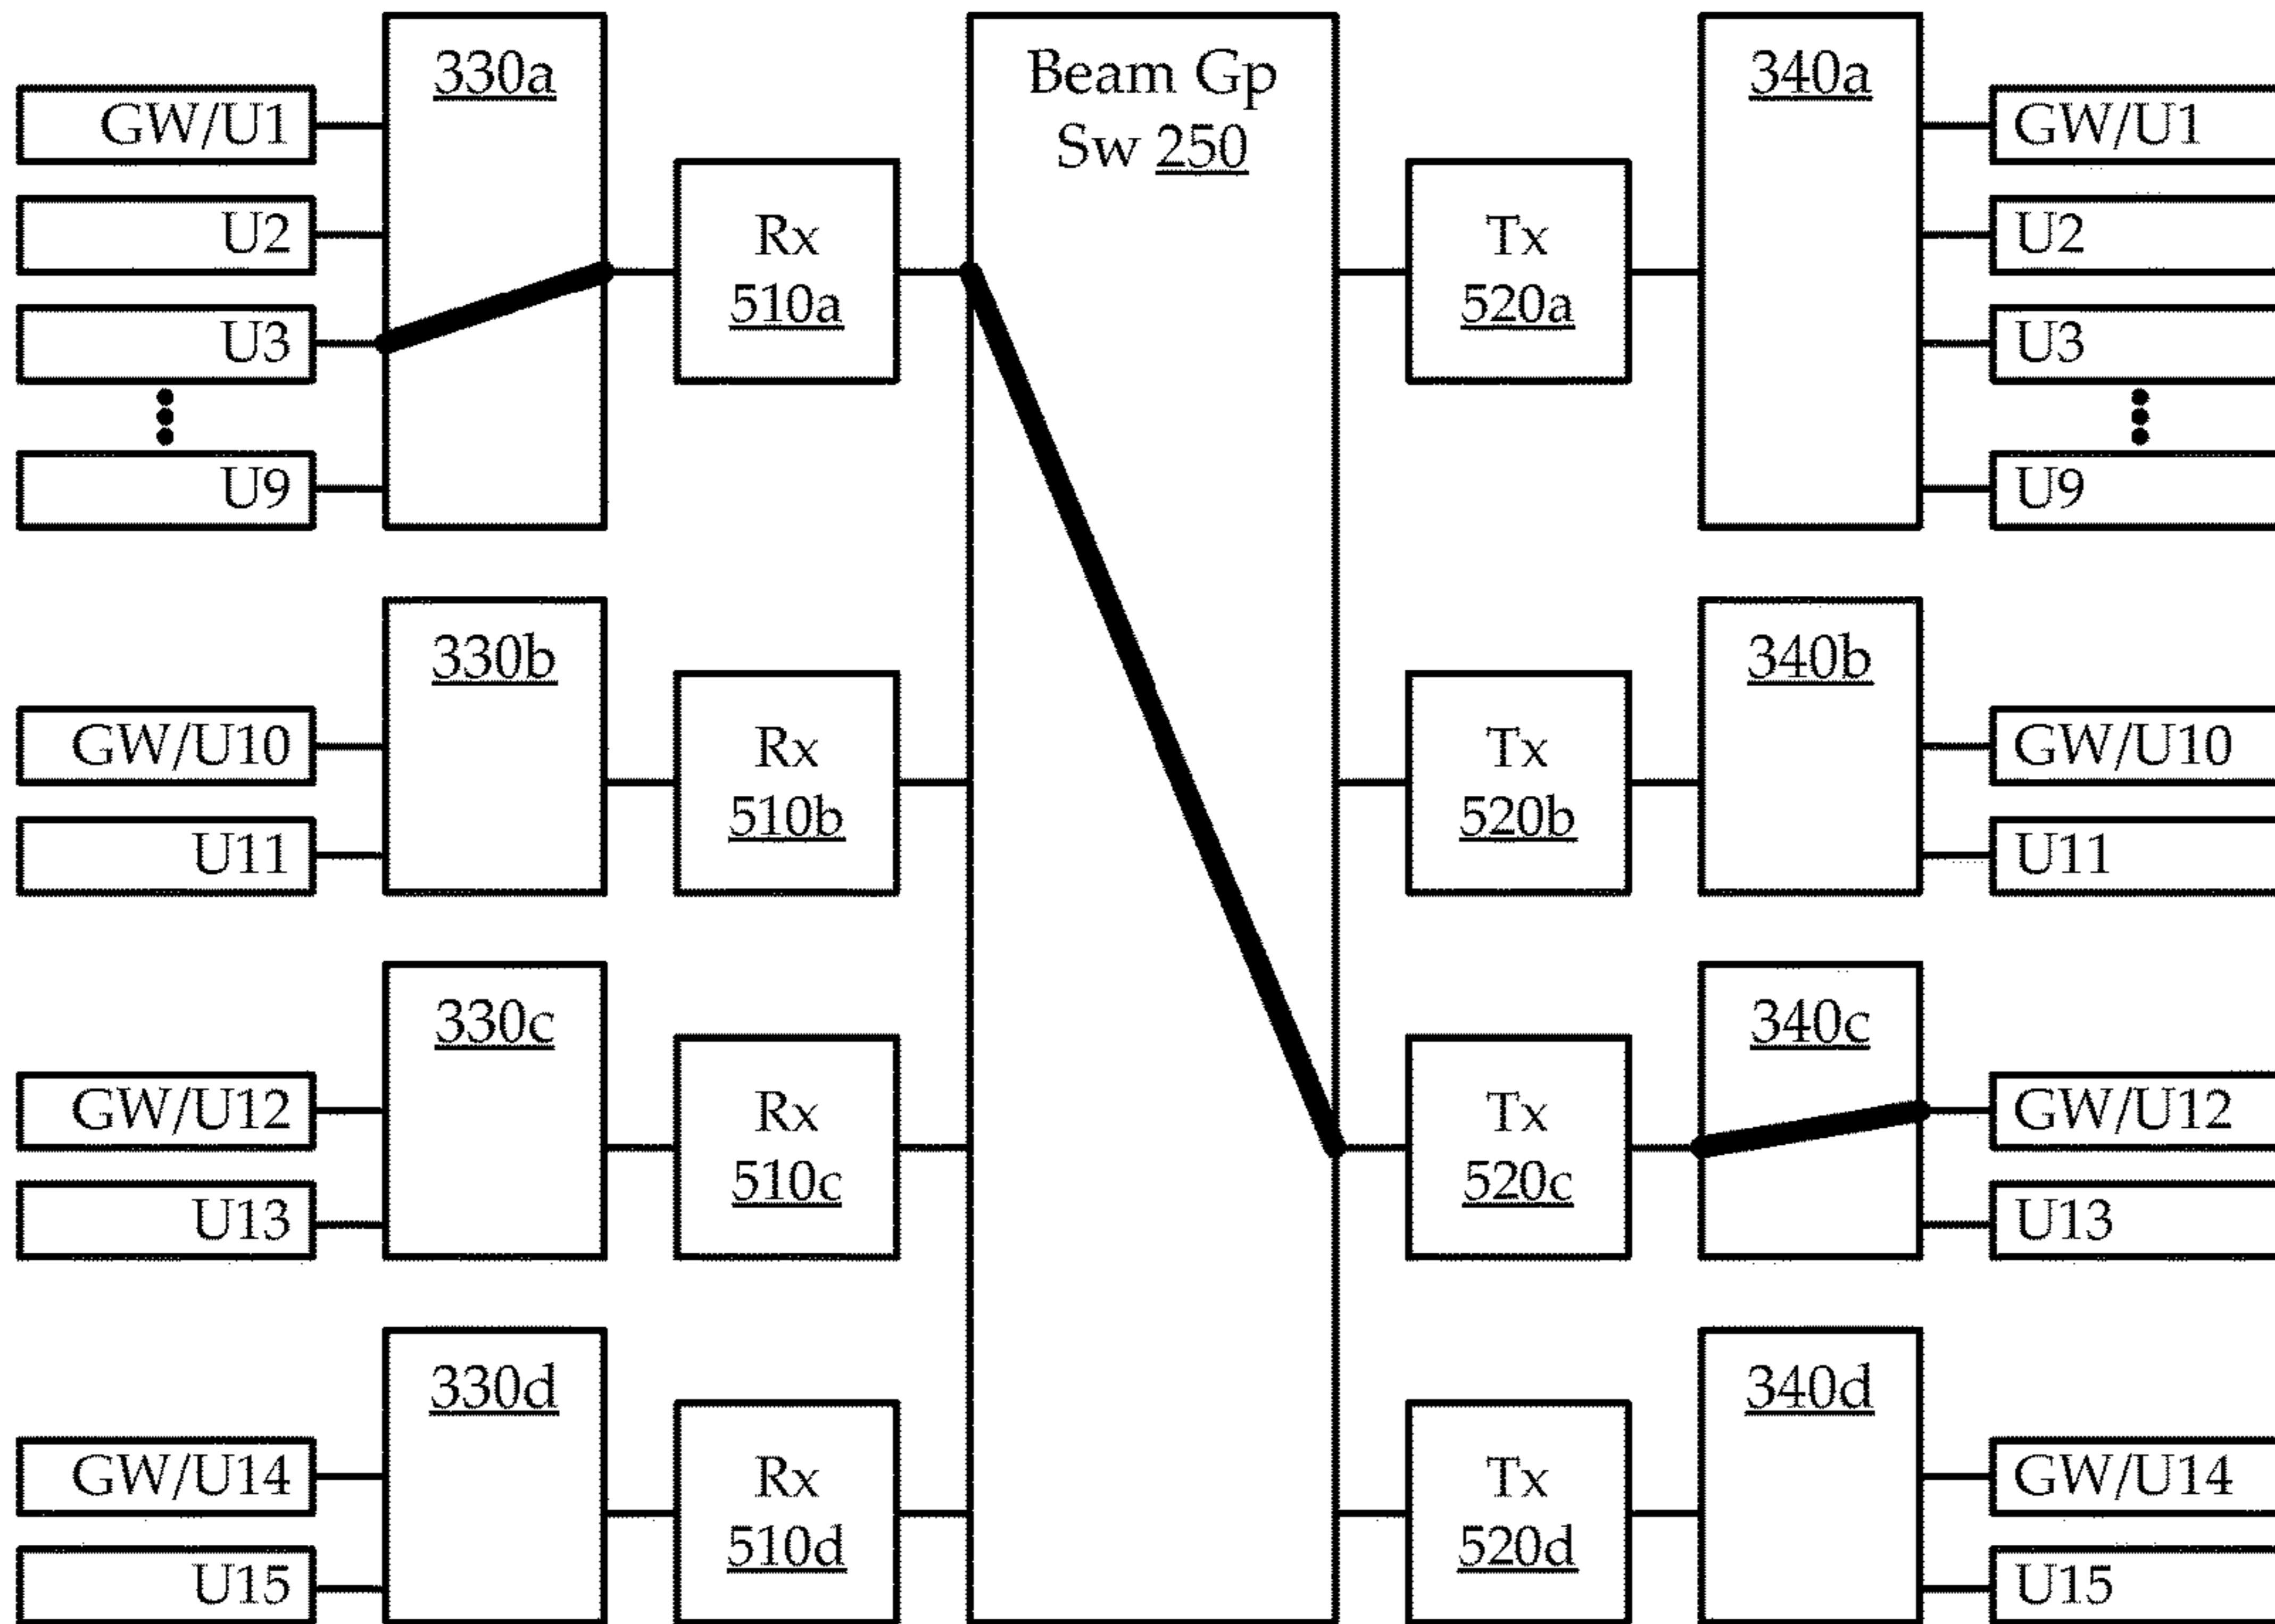 330a
GW/U1
U2
U3
U9
Rx
510a
Beam Gp
Sw 250
Tx
520a
340a
GW/U1
U2
U3
U9
330b
GW/U10
U11
Rx
510b
Tx
520b
340b
GW/U10
U11
330c
GW/U12
U13
Rx
510c
Tx
520c
340c
GW/U12
U13
330d
GW/U14
U15
Rx
510d
Tx
520d
340d
GW/U14
U15